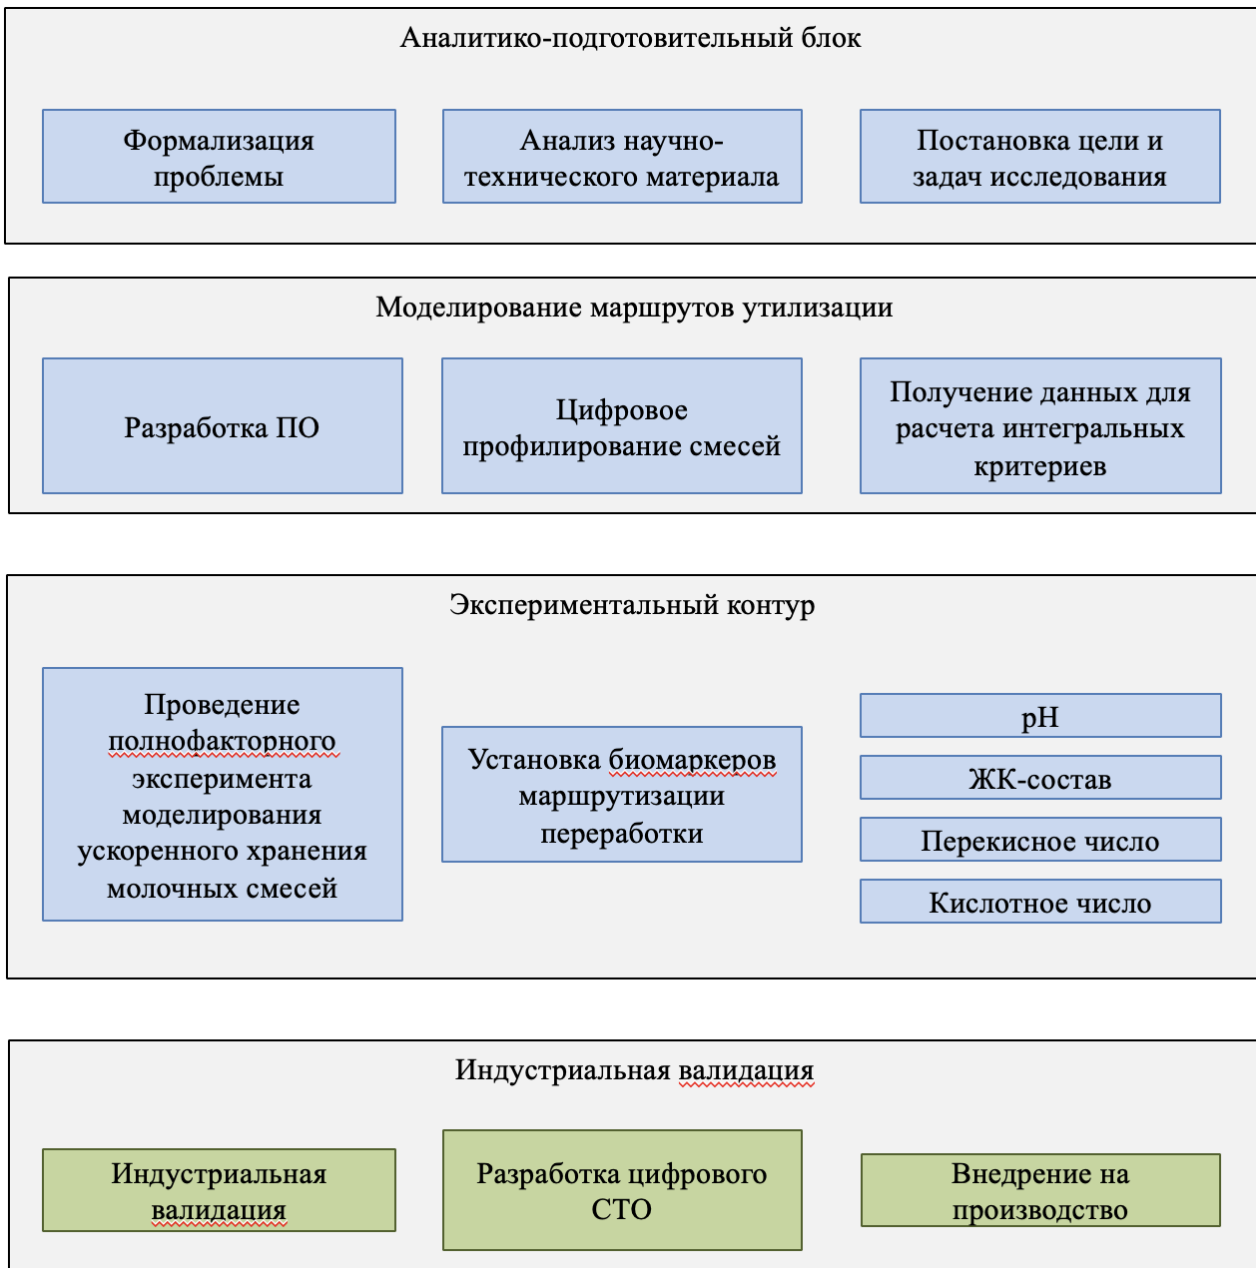 Аналитико-подготовительный блок
Формализация
проблемы
Анализ научно-
технического материала
Постановка цели и
задач исследования
Моделирование маршрутов утилизации
Разработка ПО
Цифровое
профилирование смесей
Получение данных для
расчета интегральных
критериев
Экспериментальный контур
Проведение
полнофакторного
эксперимента
моделирования
ускоренного хранения
молочных смесей
Установка биомаркеров
маршрутизации
переработки
pH
ЖК-состав
Перекисное число
Кислотное число
Индустриальная валидация
Индустриальная
валидация
Разработка цифрового
СТО
Внедрение на
производство